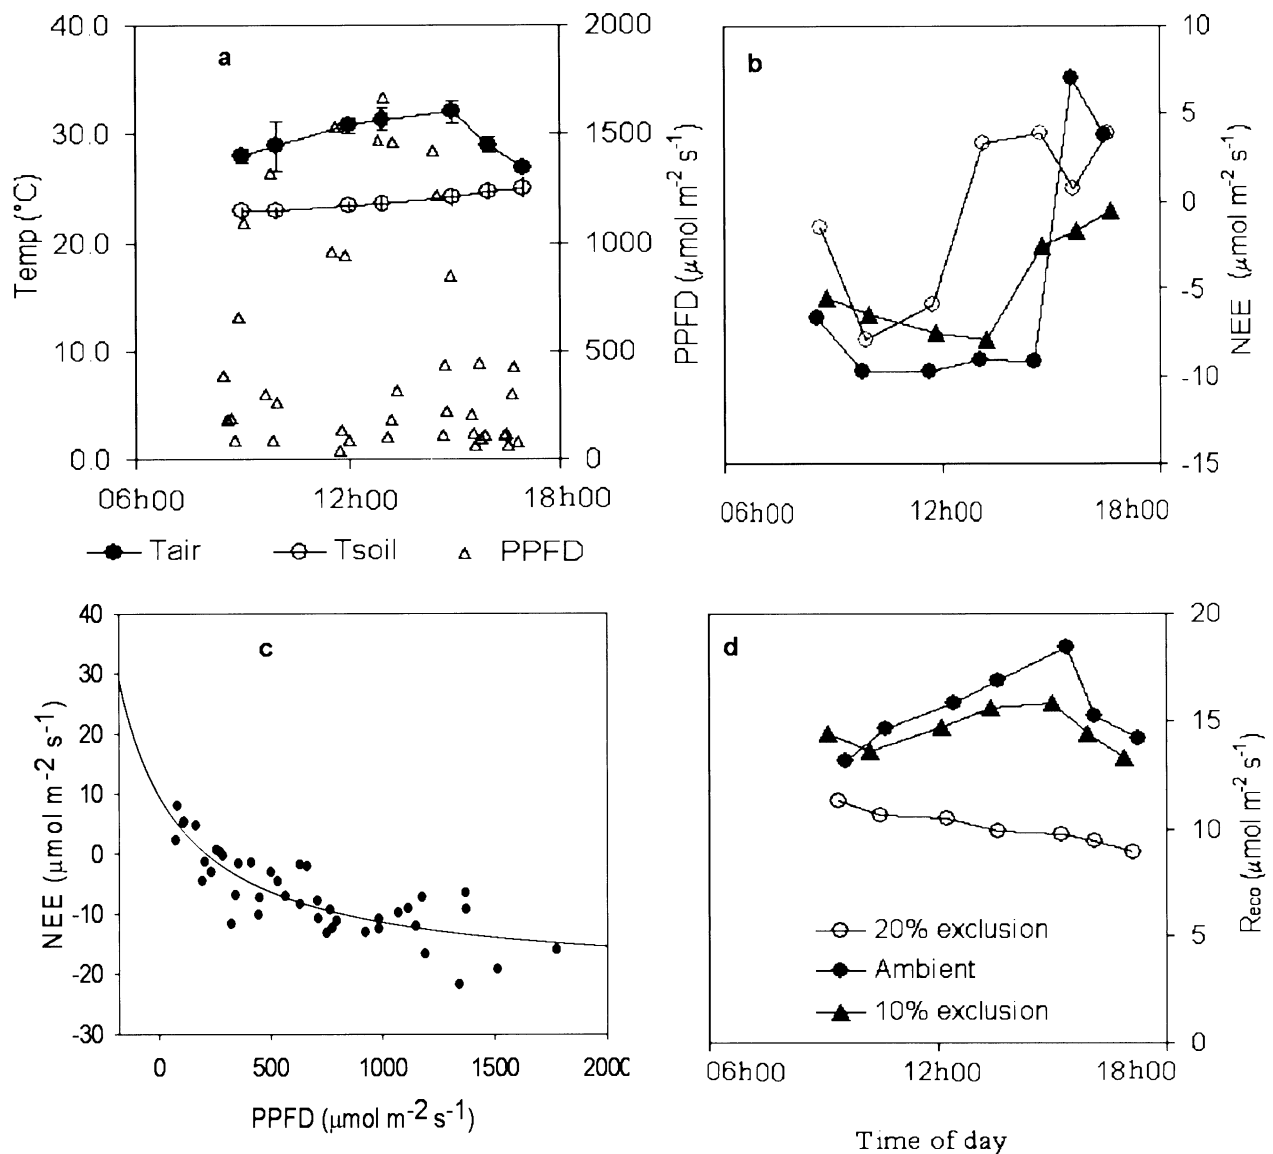 a
40.0
30.0
20.0
10.0
0.0
Temp (°C)
2000
1500
1000
500
0
PPFD (μmol m⁻² s⁻¹)
06h00 12h00 18h00
Tair Tsoil PPFD
b
10
5
0
-5
-10
-15
NEE (μmol m⁻² s⁻¹)
06h00 12h00 18h00
c
40
30
20
10
0
-10
-20
-30
NEE (μmol m⁻² s⁻¹)
0 500 1000 1500 2000
PPFD (μmol m⁻² s⁻¹)
d
20
15
10
5
0
Reco (μmol m⁻² s⁻¹)
20% exclusion
Ambient
10% exclusion
06h00 12h00 18h00
Time of day